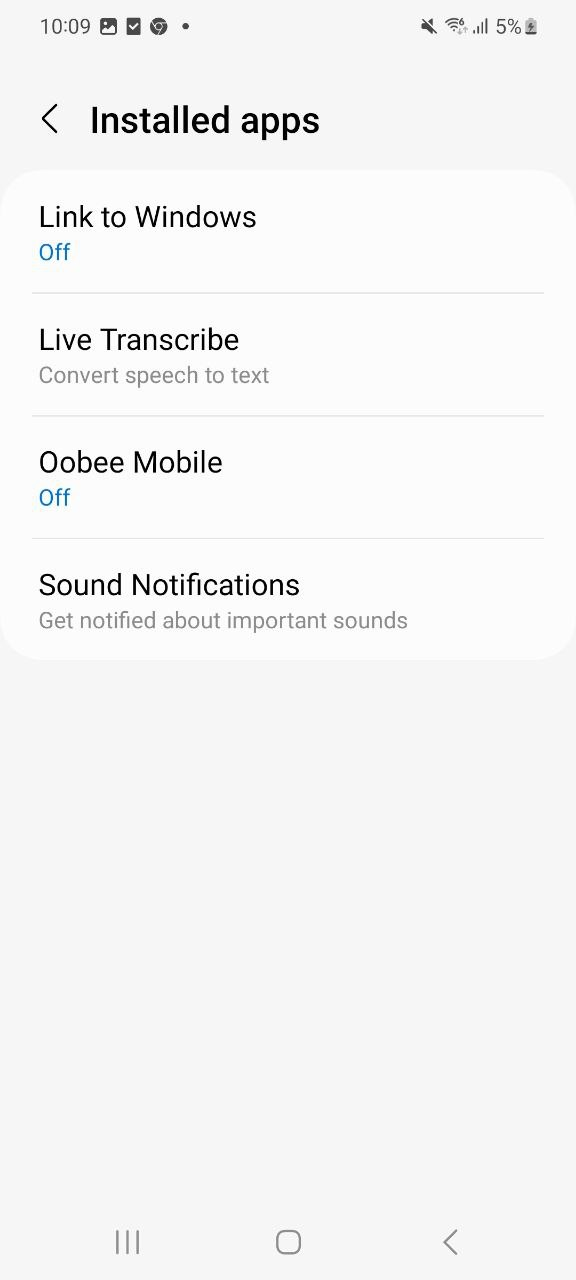 10:09 5%
Installed apps
Link to Windows
Off
Live Transcribe
Convert speech to text
Oobee Mobile
Off
Sound Notifications
Get notified about important sounds